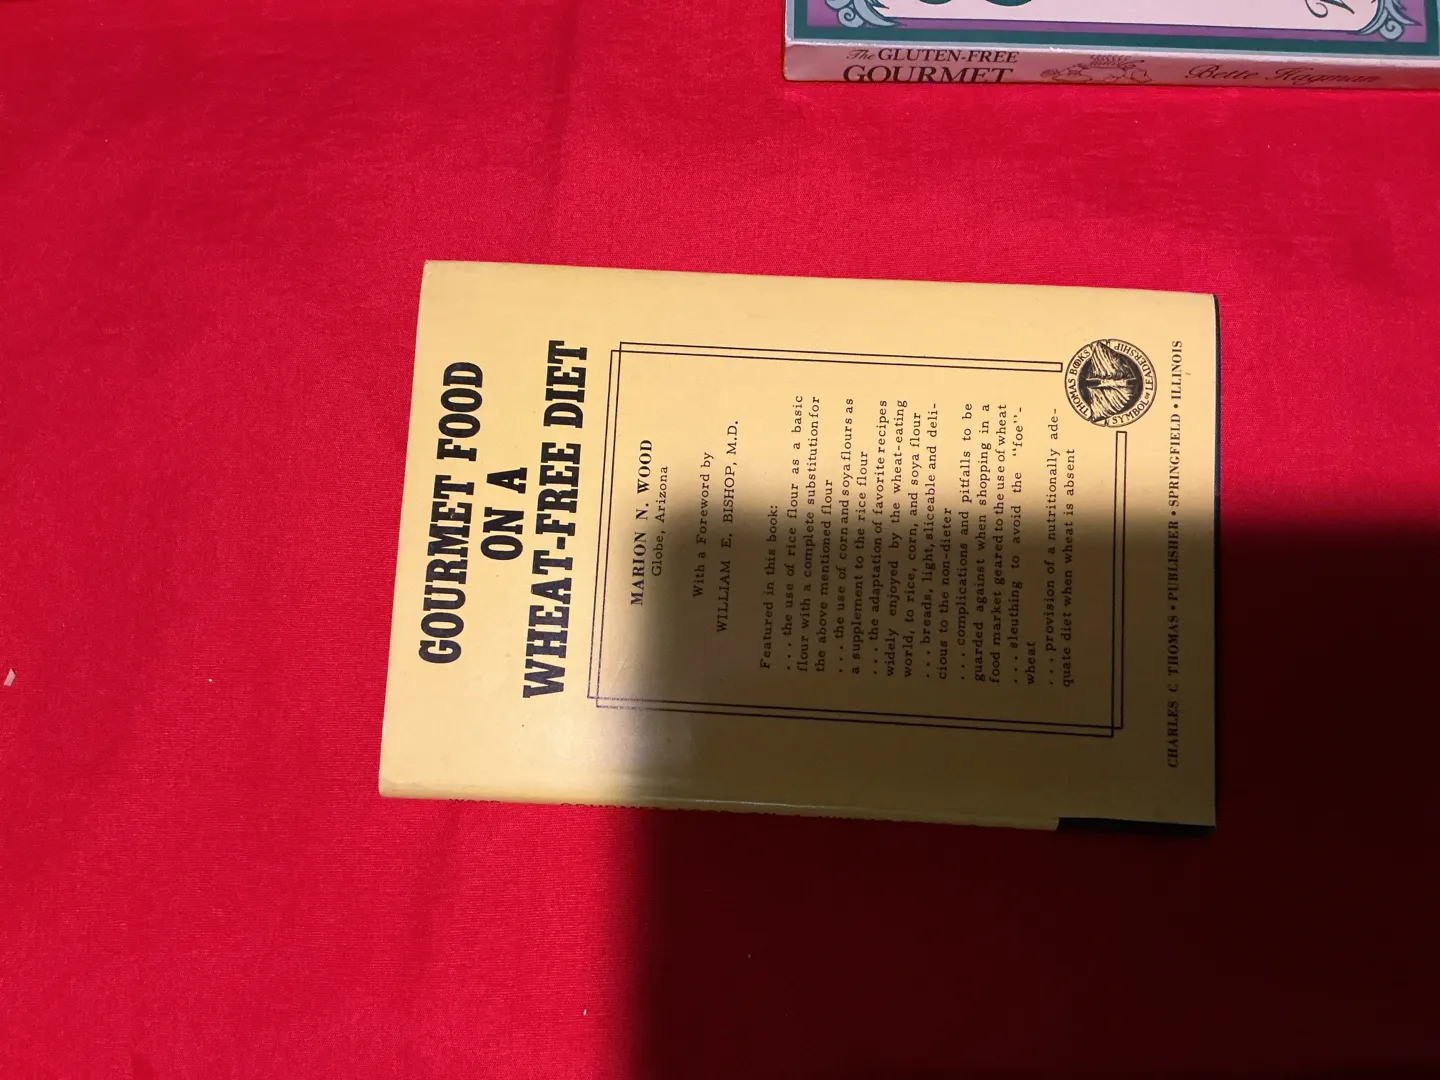 The GLUTEN-FREE
GOURMET
Bette Hagman
GOURMET FOOD
ON A
WHEAT-FREE DIET
MARION N. WOOD
Globe, Arizona
With a Foreword by
WILLIAM E. BISHOP, M.D.
Featured in this book:
...the use of rice flour as a basic
flour with a complete substitution for
the above mentioned flour
...the use of corn and soya flours as
a supplement to the rice flour
...the adaptation of favorite recipes
widely enjoyed by the wheat-eating
world, to rice, corn, and soya flour
...breads, light, sliceable and deli-
cious to the non-dieter
...complications and pitfalls to be
guarded against when shopping in a
food market geared to the use of wheat
...sleuthing to avoid the "foe"-
wheat
...provision of a nutritionally ade-
quate diet when wheat is absent
THOMAS BOOKS
SYMBOL OF LEADERSHIP
CHARLES C THOMAS • PUBLISHER • SPRINGFIELD • ILLINOIS